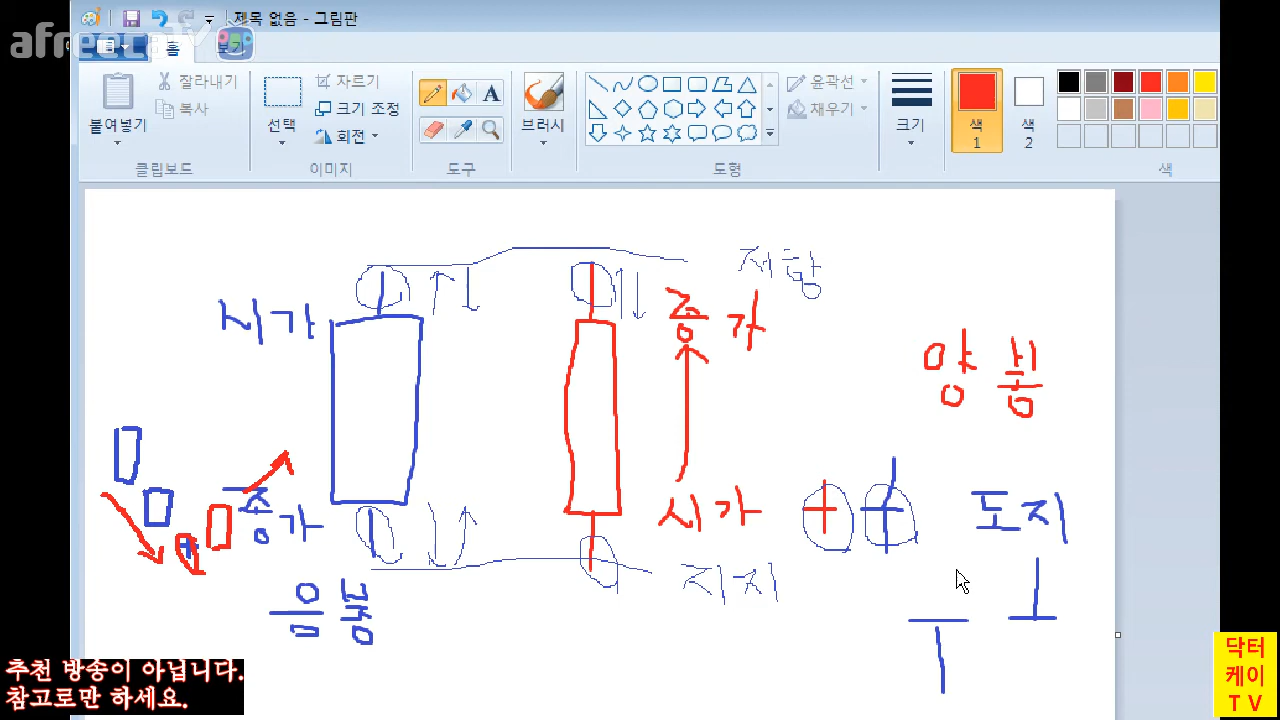 afreecaTV
제목 없음 - 그림판
홈
보기
붙여넣기
잘라내기
복사
클립보드
선택
자르기
크기 조정
회전
이미지
A
도구
브러시
윤곽선
채우기
도형
크기
색
1
색
2
색
저항
시가
종가
양봉
종가
시가
도지
지지
음봉
추천 방송이 아닙니다.
참고로만 하세요.
닥터
케이
TV